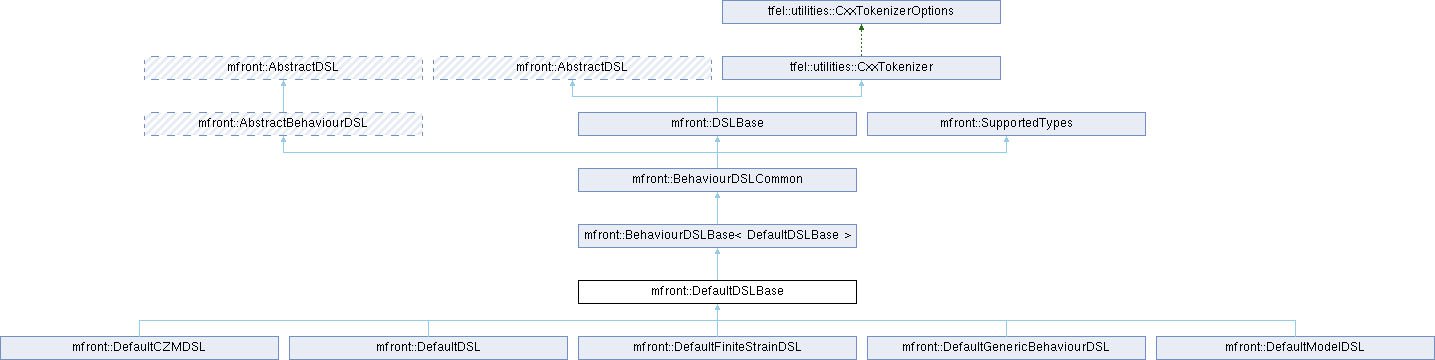 tfel::utilities::CxxTokenizerOptions
mfront::AbstractDSL
mfront::AbstractDSL
tfel::utilities::CxxTokenizer
mfront::AbstractBehaviourDSL
mfront::DSLBase
mfront::SupportedTypes
mfront::BehaviourDSLCommon
mfront::BehaviourDSLBase< DefaultDSLBase >
mfront::DefaultDSLBase
mfront::DefaultCZMDSL
mfront::DefaultDSL
mfront::DefaultFiniteStrainDSL
mfront::DefaultGenericBehaviourDSL
mfront::DefaultModelDSL